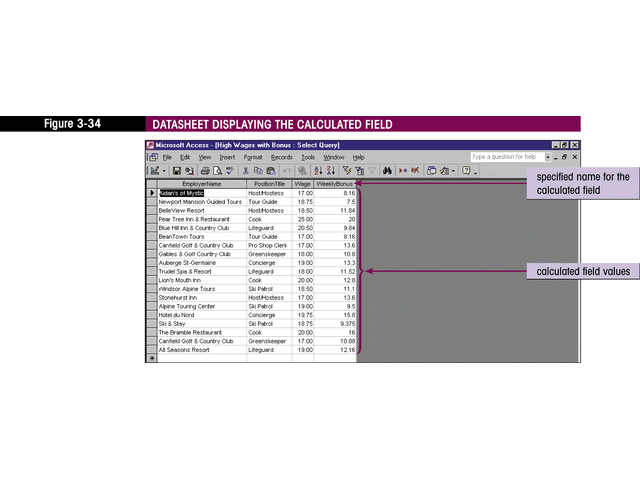 Figure 3-34 DATASHEET DISPLAYING THE CALCULATED FIELD
Microsoft Access - [High Wages with Bonus : Select Query]
File Edit View Insert Format Records Tools Window Help Type a question for help
EmployerName PositionTitle Wage WeeklyBonus
Aidan's of Mystic Host/Hostess 17.00 8.16
Newport Mansion Guided Tours Tour Guide 18.75 7.5
BelleView Resort Host/Hostess 18.50 11.84
Pear Tree Inn & Restaurant Cook 25.00 20
Blue Hill Inn & Country Club Lifeguard 20.50 9.84
BeanTown Tours Tour Guide 17.00 8.16
Canfield Golf & Country Club Pro Shop Clerk 17.00 13.6
Gables & Golf Country Club Greenskeeper 18.00 10.8
Auberge St-Germaine Concierge 19.00 13.3
Trudel Spa & Resort Lifeguard 18.00 11.52
Lion's Mouth Inn Cook 20.00 12.8
Windsor Alpine Tours Ski Patrol 18.50 11.1
Stonehurst Inn Host/Hostess 17.00 13.6
Alpine Touring Center Ski Patrol 19.00 9.5
Hotel du Nord Concierge 19.75 15.8
Ski & Stay Ski Patrol 18.75 9.375
The Bramble Restaurant Cook 20.00 16
Canfield Golf & Country Club Greenskeeper 17.00 10.88
All Seasons Resort Lifeguard 19.00 12.16
specified name for the
calculated field
calculated field values